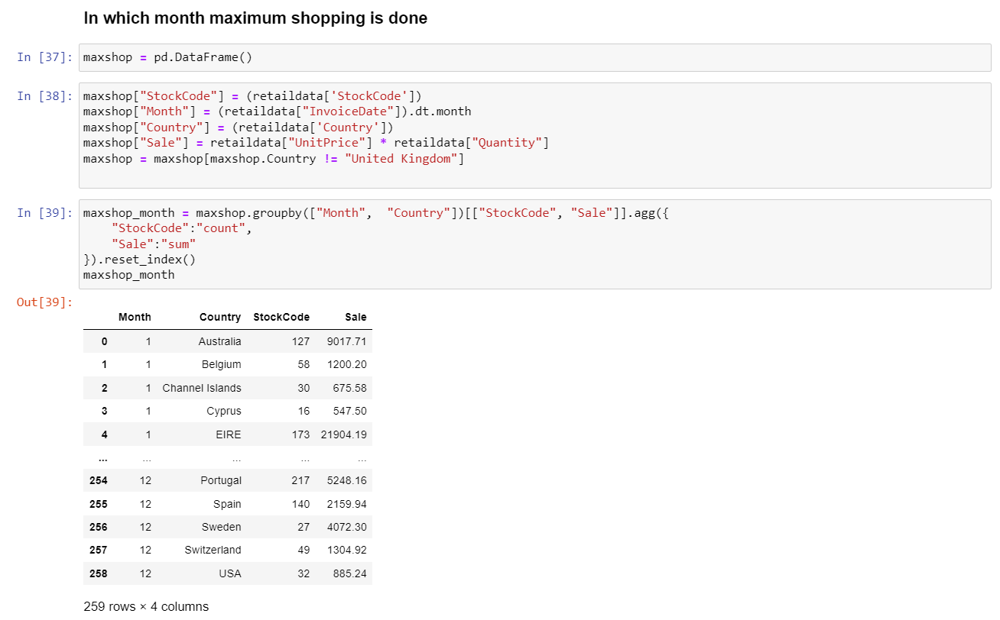 In which month maximum shopping is done
In [37]: maxshop = pd.DataFrame()
In [38]: maxshop["StockCode"] = (retaildata['StockCode'])
maxshop["Month"] = (retaildata["InvoiceDate"]).dt.month
maxshop["Country"] = (retaildata['Country'])
maxshop["Sale"] = retaildata["UnitPrice"] * retaildata["Quantity"]
maxshop = maxshop[maxshop.Country != "United Kingdom"]
In [39]: maxshop_month = maxshop.groupby(["Month",  "Country"])[["StockCode", "Sale"]].agg({
    "StockCode":"count",
    "Sale":"sum"
}).reset_index()
maxshop_month
Out[39]:
Month Country StockCode Sale
0 1 Australia 127 9017.71
1 1 Belgium 58 1200.20
2 1 Channel Islands 30 675.58
3 1 Cyprus 16 547.50
4 1 EIRE 173 21904.19
... ... ... ... ...
254 12 Portugal 217 5248.16
255 12 Spain 140 2159.94
256 12 Sweden 27 4072.30
257 12 Switzerland 49 1304.92
258 12 USA 32 885.24
259 rows × 4 columns